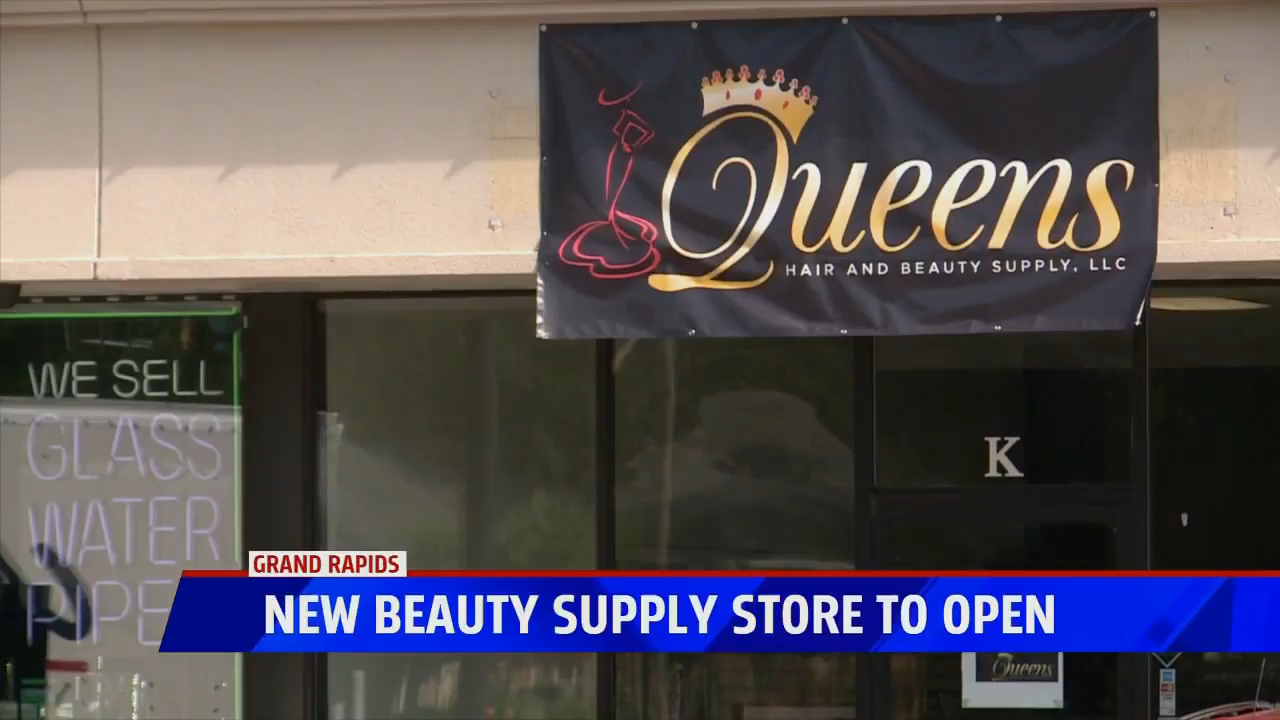 Queens
HAIR AND BEAUTY SUPPLY, LLC
WE SELL
GLASS
WATER
PIPE
K
GRAND RAPIDS
NEW BEAUTY SUPPLY STORE TO OPEN
Queens